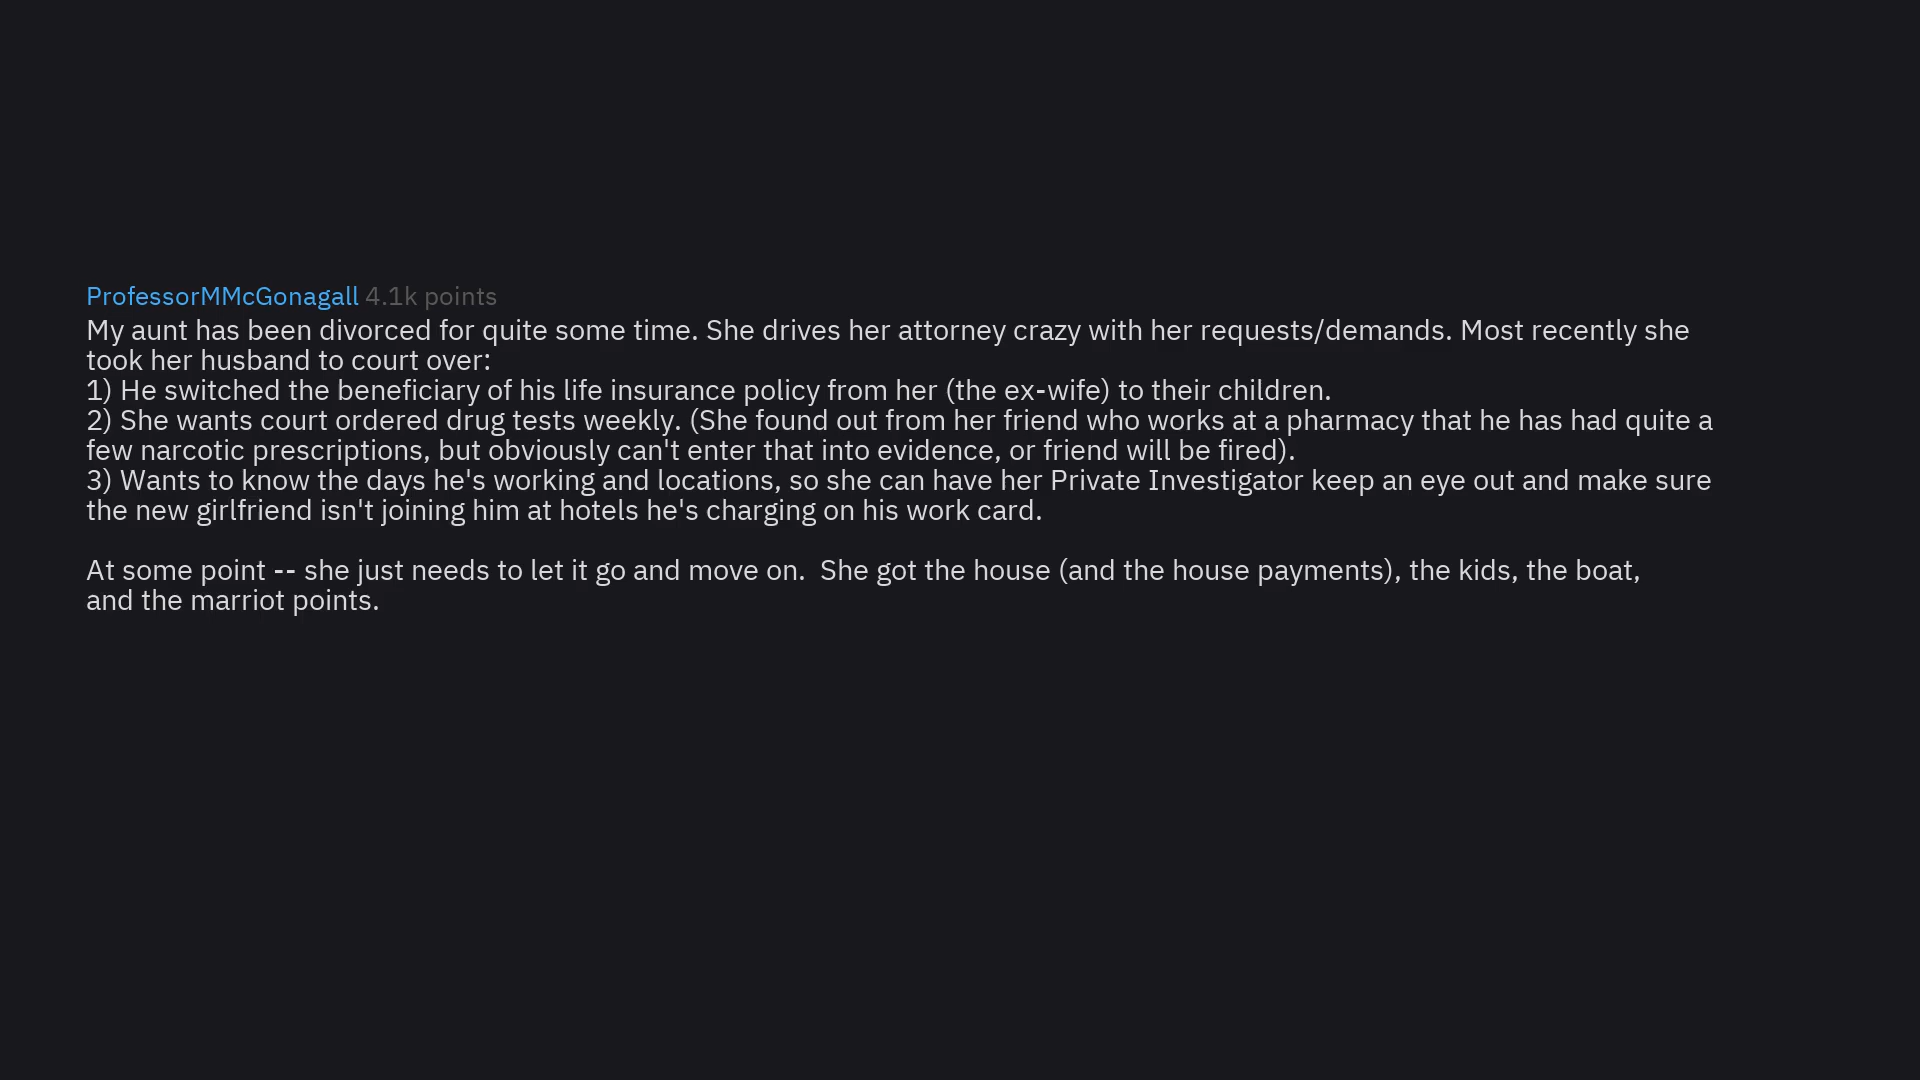 ProfessorMMcGonagall 4.1k points
My aunt has been divorced for quite some time. She drives her attorney crazy with her requests/demands. Most recently she
took her husband to court over:
1) He switched the beneficiary of his life insurance policy from her (the ex-wife) to their children.
2) She wants court ordered drug tests weekly. (She found out from her friend who works at a pharmacy that he has had quite a
few narcotic prescriptions, but obviously can't enter that into evidence, or friend will be fired).
3) Wants to know the days he's working and locations, so she can have her Private Investigator keep an eye out and make sure
the new girlfriend isn't joining him at hotels he's charging on his work card.
At some point -- she just needs to let it go and move on.  She got the house (and the house payments), the kids, the boat,
and the marriot points.